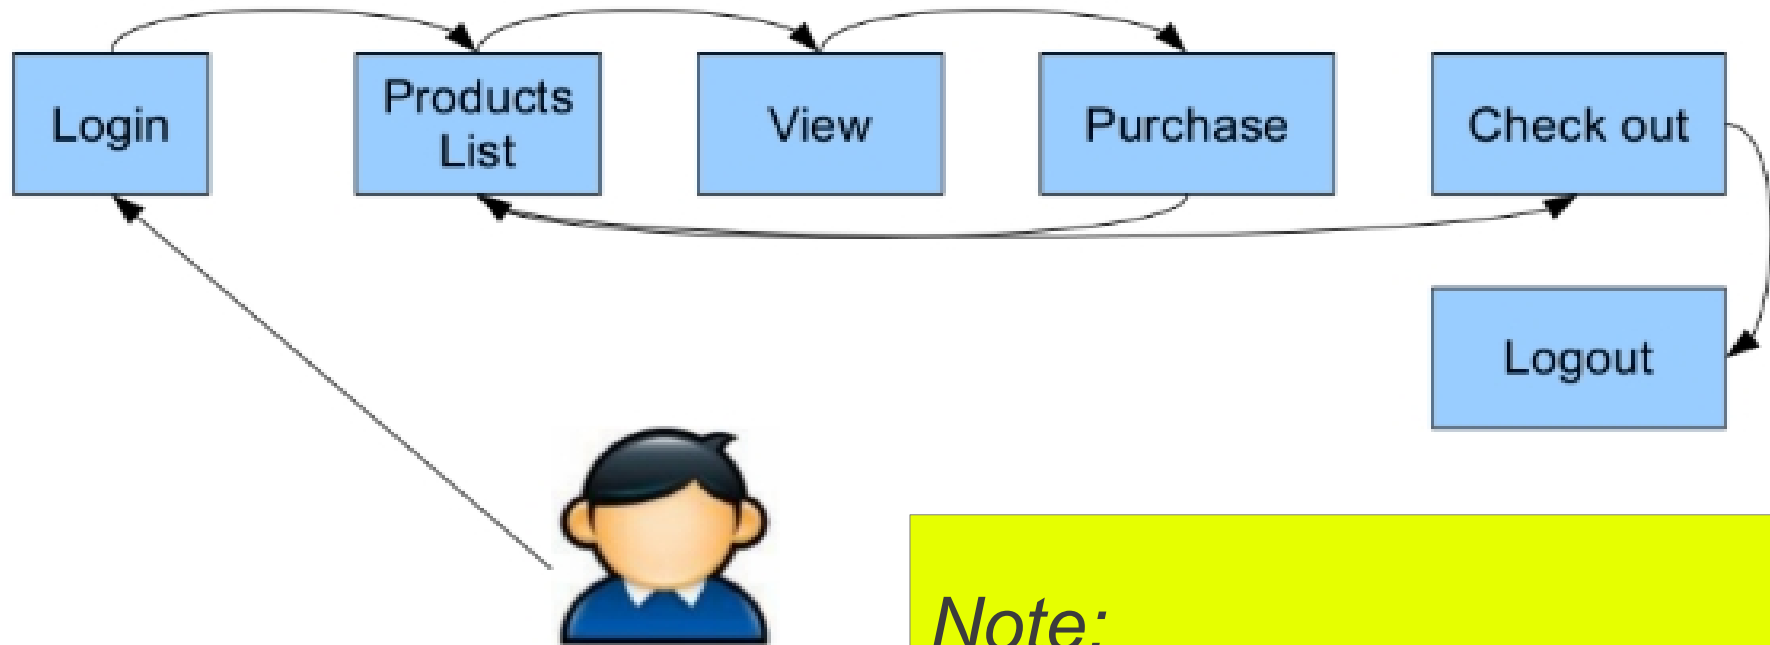 Login
Products
List
View
Purchase
Check out
Logout
Note: